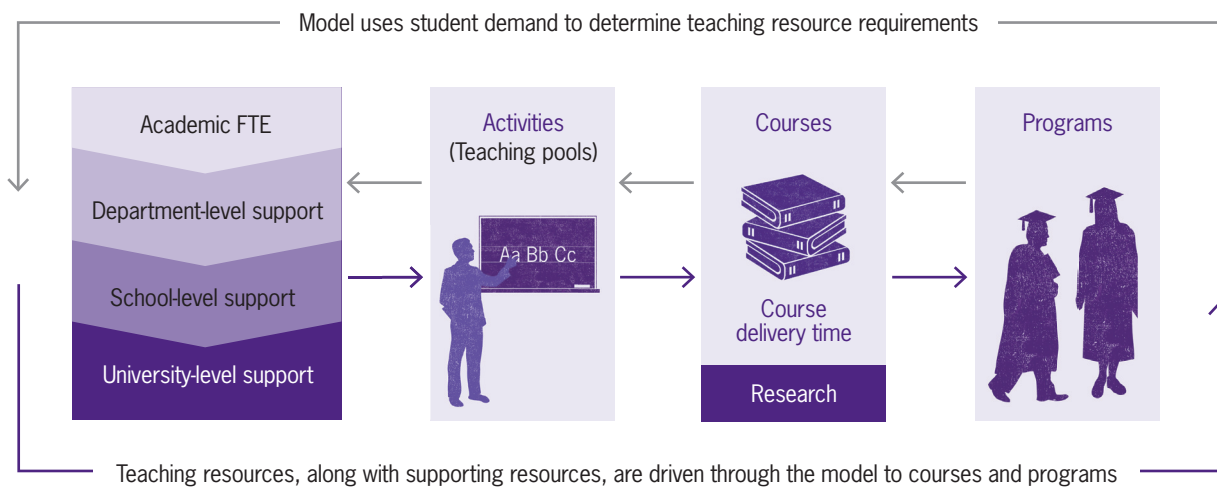 Model uses student demand to determine teaching resource requirements
Academic FTE
Department-level support
School-level support
University-level support
Activities
(Teaching pools)
Aa Bb Cc
Courses
Course
delivery time
Research
Programs
Teaching resources, along with supporting resources, are driven through the model to courses and programs